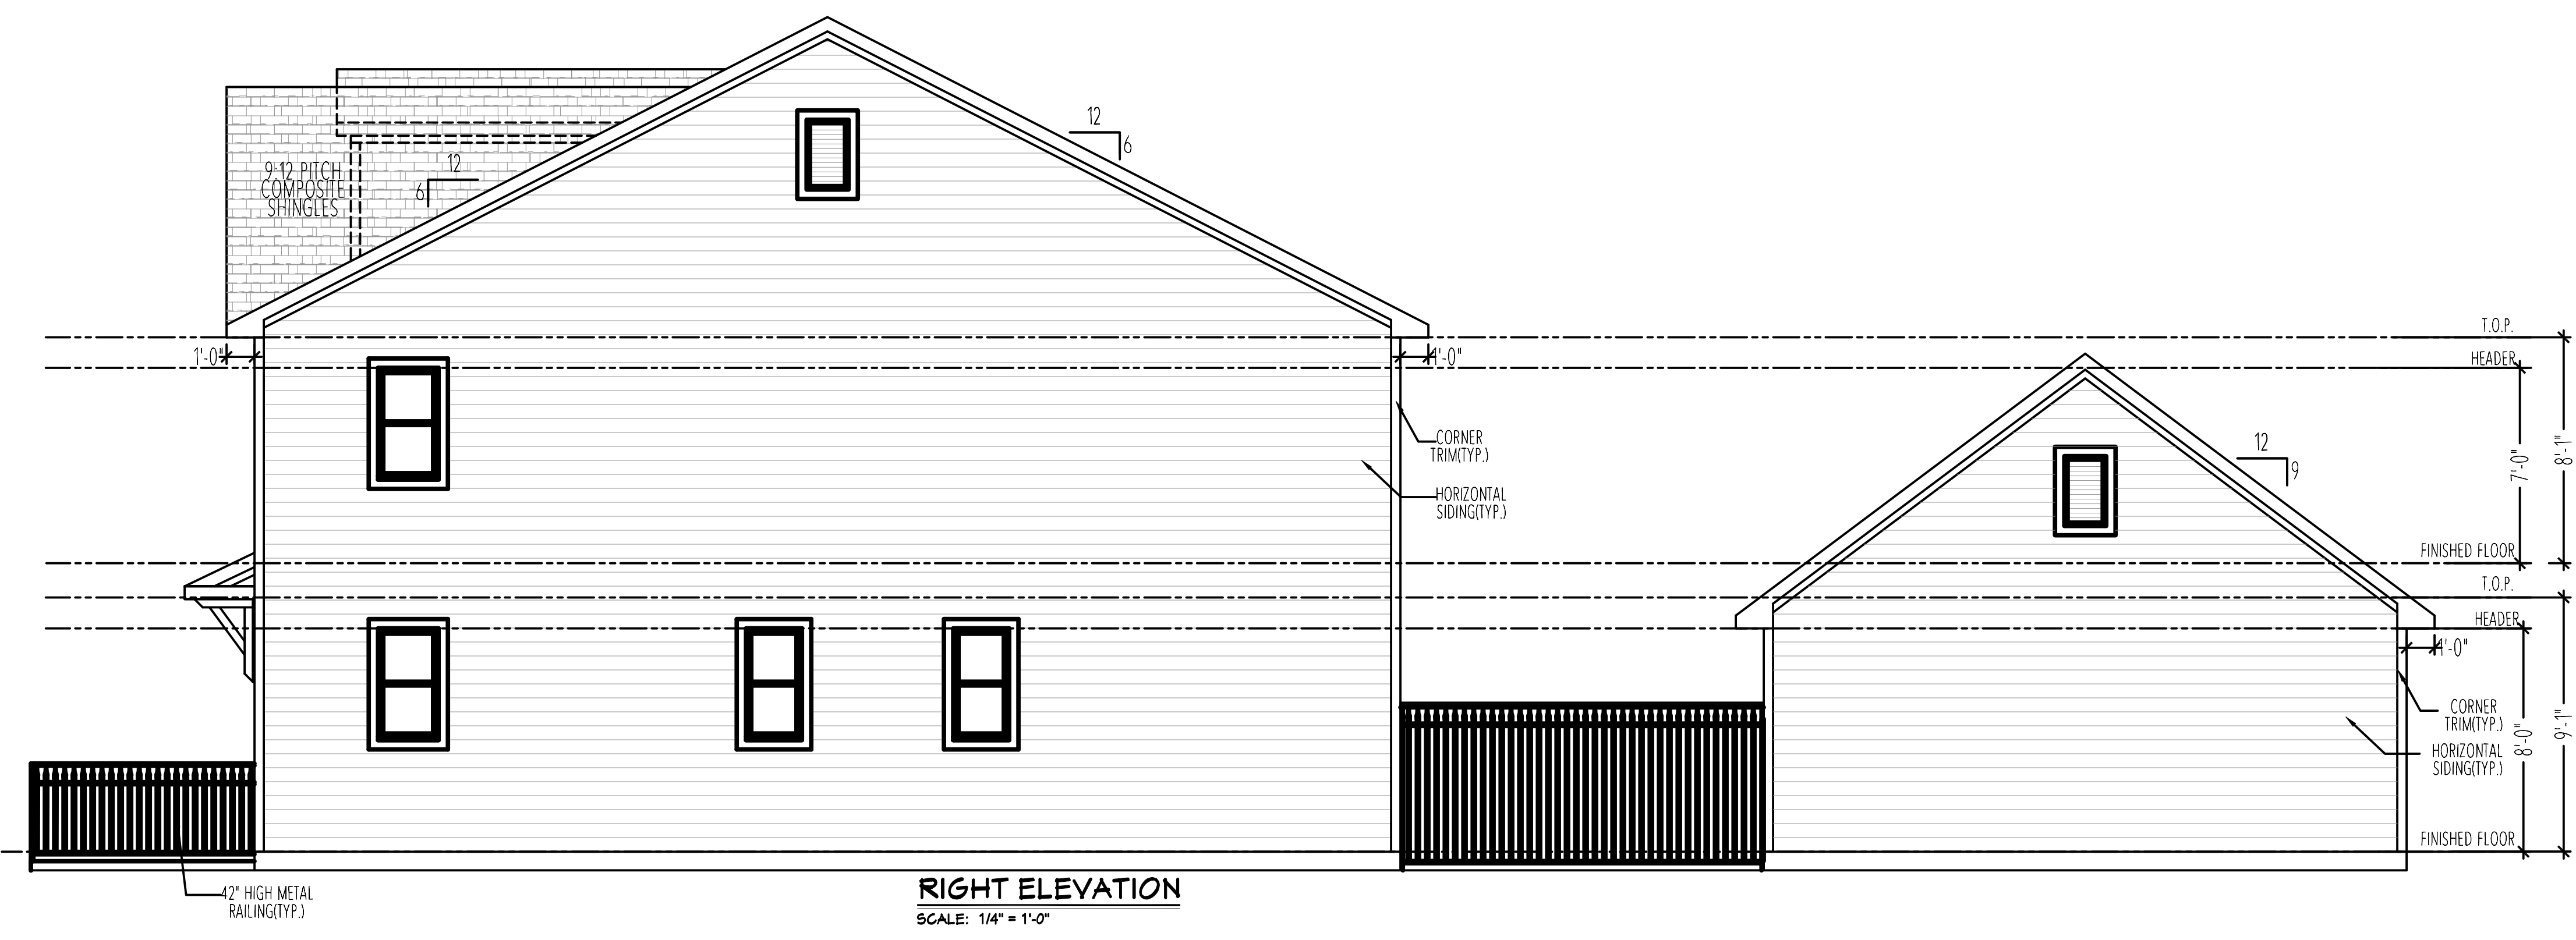 12
6
12
6
9:12 PITCH
COMPOSITE
SHINGLES
T.O.P.
1'-0"
1'-0"
HEADER
CORNER
TRIM(TYP.)
12
9
7'-0"
8'-1"
HORIZONTAL
SIDING(TYP.)
FINISHED FLOOR
T.O.P.
HEADER
1'-0"
CORNER
TRIM(TYP.)
8'-0"
9'-1"
HORIZONTAL
SIDING(TYP.)
FINISHED FLOOR
42" HIGH METAL
RAILING(TYP.)
RIGHT ELEVATION
SCALE: 1/4" = 1'-0"